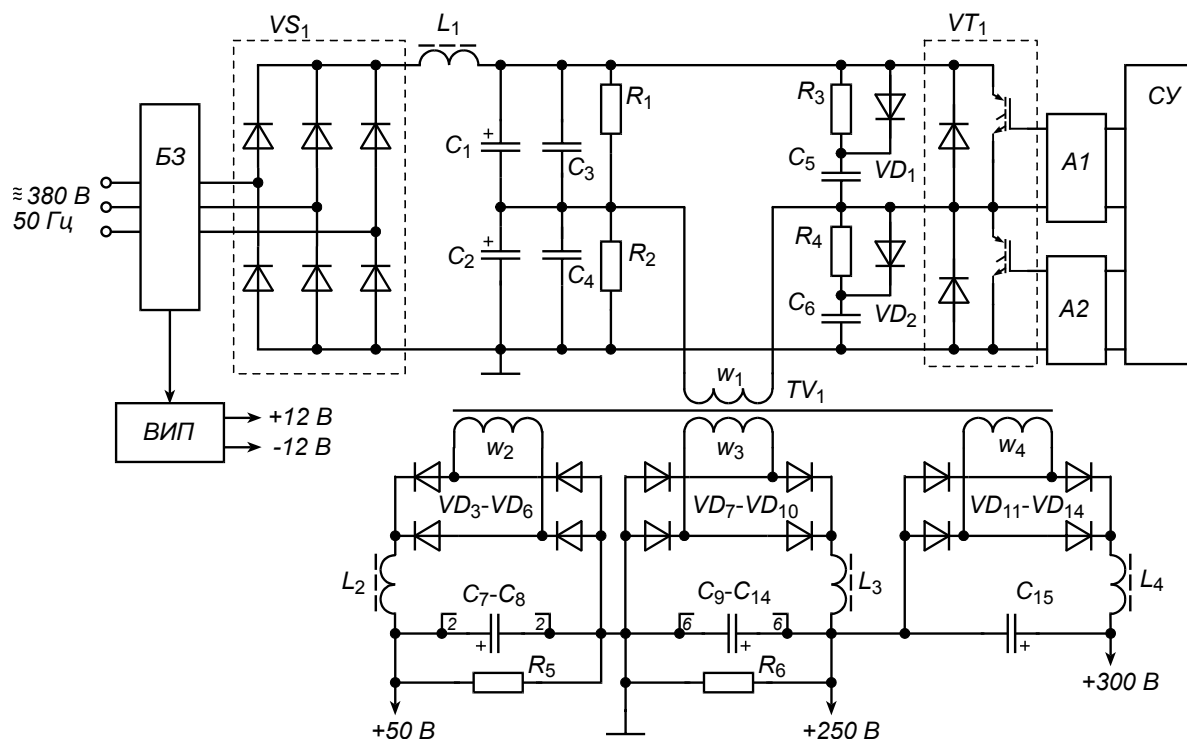 VS1
L1
VT1
R1
R3
СУ
БЗ
C1
C3
C5
VD1
А1
≈ 380 В
50 Гц
R2
R4
C2
C4
C6
VD2
А2
w1
TV1
+12 В
ВИП
-12 В
w2
w3
w4
VD3-VD6
VD7-VD10
VD11-VD14
L2
C7-C8
L3
C9-C14
C15
L4
+
2
2
+
6
6
+
R5
R6
+300 В
+50 В
+250 В
+
+